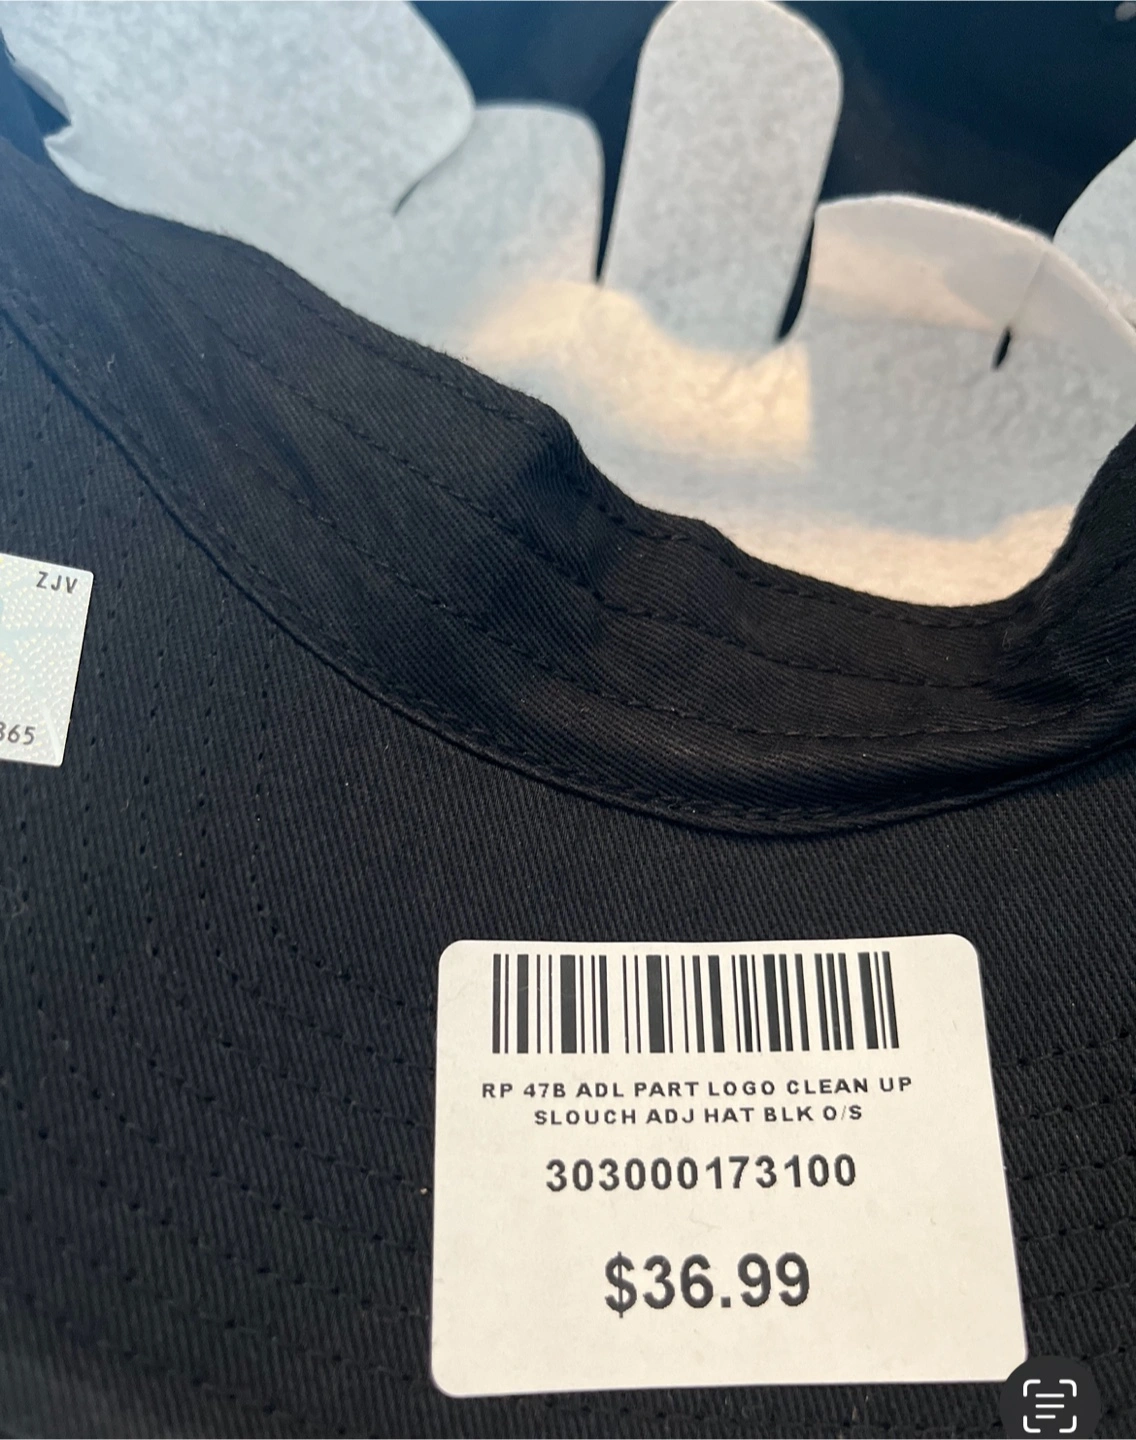 ZJV
365
RP 47B ADL PART LOGO CLEAN UP
SLOUCH ADJ HAT BLK O/S
303000173100
$36.99